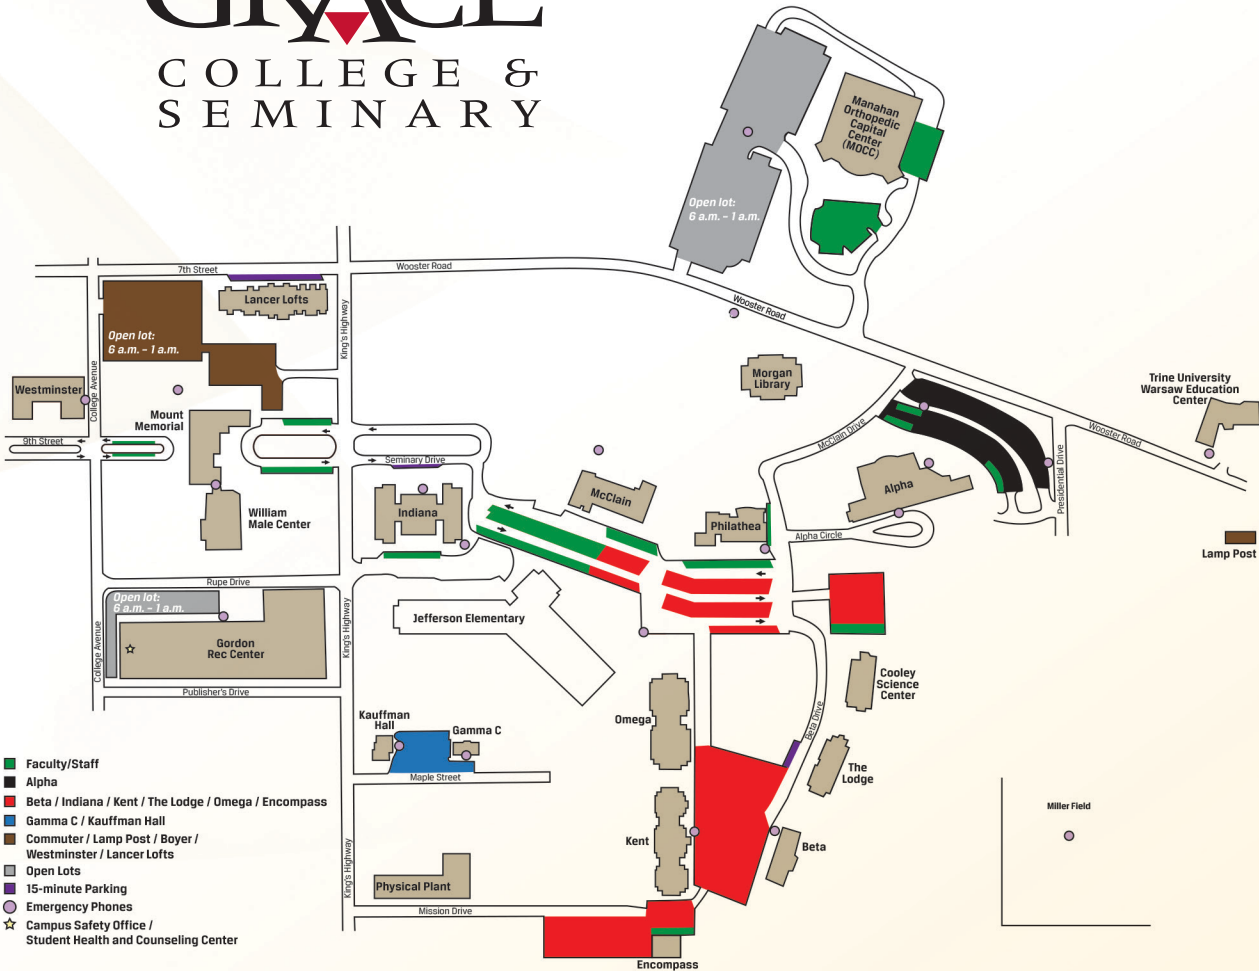 GRACE
COLLEGE &
SEMINARY
Manahan
Orthopedic
Capital
Center
(MOCC)
Open lot:
6 a.m. – 1 a.m.
7th Street
Wooster Road
Lancer Lofts
King's Highway
Wooster Road
Open lot:
6 a.m. – 1 a.m.
College Avenue
Westminster
Morgan
Library
Trine University
Warsaw Education
Center
Mount
Memorial
9th Street
McClain Drive
Wooster Road
Seminary Drive
Presidential Drive
Alpha
McClain
Indiana
William
Male Center
Philathea
Alpha Circle
Lamp Post
Rupe Drive
Open lot:
6 a.m. – 1 a.m.
Jefferson Elementary
King's Highway
College Avenue
Gordon
Rec Center
Publisher's Drive
Cooley
Science
Center
Kauffman
Hall
Gamma C
Omega
Beta Drive
The
Lodge
Maple Street
Faculty/Staff
Alpha
Beta / Indiana / Kent / The Lodge / Omega / Encompass
Gamma C / Kauffman Hall
Commuter / Lamp Post / Boyer /
Westminster / Lancer Lofts
Open Lots
15-minute Parking
Emergency Phones
Campus Safety Office /
Student Health and Counseling Center
Miller Field
Kent
Beta
King's Highway
Physical Plant
Mission Drive
Encompass